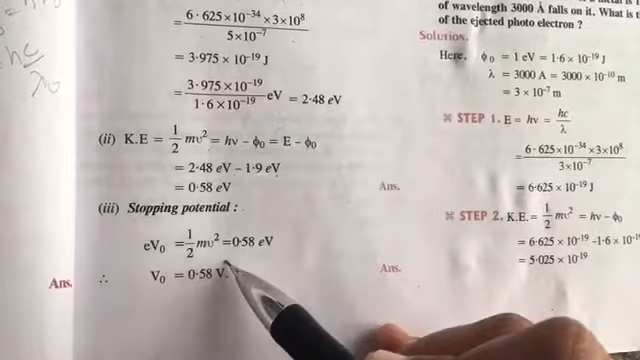 hc
λ₀
= 6·625×10⁻³⁴×3×10⁸ / 5×10⁻⁷
= 3·975 × 10⁻¹⁹ J
= 3·975×10⁻¹⁹ / 1·6×10⁻¹⁹ eV = 2·48 eV
(ii) K.E = 1/2 mυ² = hν − ϕ₀ = E − ϕ₀
= 2·48 eV − 1·9 eV
= 0·58 eV
(iii) Stopping potential :
eV₀ = 1/2 mυ² = 0·58 eV
Ans. ∴ V₀ = 0·58 V.
of wavelength 3000 Å falls on it. What is
of the ejected photo electron ?
Solution.
Here, ϕ₀ = 1 eV = 1·6 × 10⁻¹⁹ J
λ = 3000 A = 3000 × 10⁻¹⁰ m
= 3 × 10⁻⁷ m
⌘ STEP 1. E = hν = hc / λ
= 6·625×10⁻³⁴×3×10⁸ / 3×10⁻⁷
Ans. = 6·625 × 10⁻¹⁹ J
⌘ STEP 2. K.E. = 1/2 mυ² = hν − ϕ₀
= 6·625 × 10⁻¹⁹ − 1·6 ×
Ans. = 5·025 × 10⁻¹⁹